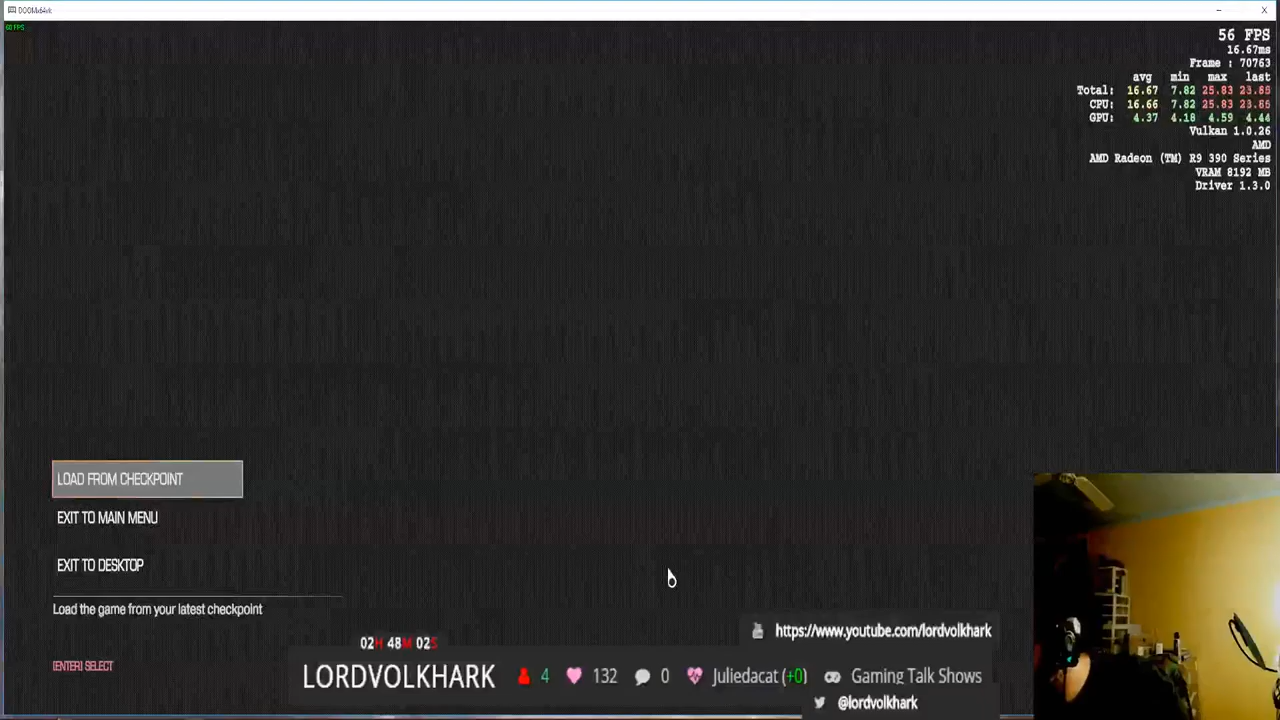 DOOMx64vk
60 FPS
56 FPS
16.67ms
Frame : 70763
avg min max last
Total: 16.67 7.82 25.83 23.86
CPU: 16.66 7.82 25.83 23.86
GPU: 4.37 4.18 4.59 4.44
Vulkan 1.0.26
AMD
AMD Radeon (TM) R9 390 Series
VRAM 8192 MB
Driver 1.3.0
LOAD FROM CHECKPOINT
EXIT TO MAIN MENU
EXIT TO DESKTOP
Load the game from your latest checkpoint
[ENTER] SELECT
02H 48M 02S
https://www.youtube.com/lordvolkhark
LORDVOLKHARK 4 132 0 Juliedacat (+0) Gaming Talk Shows
@lordvolkhark